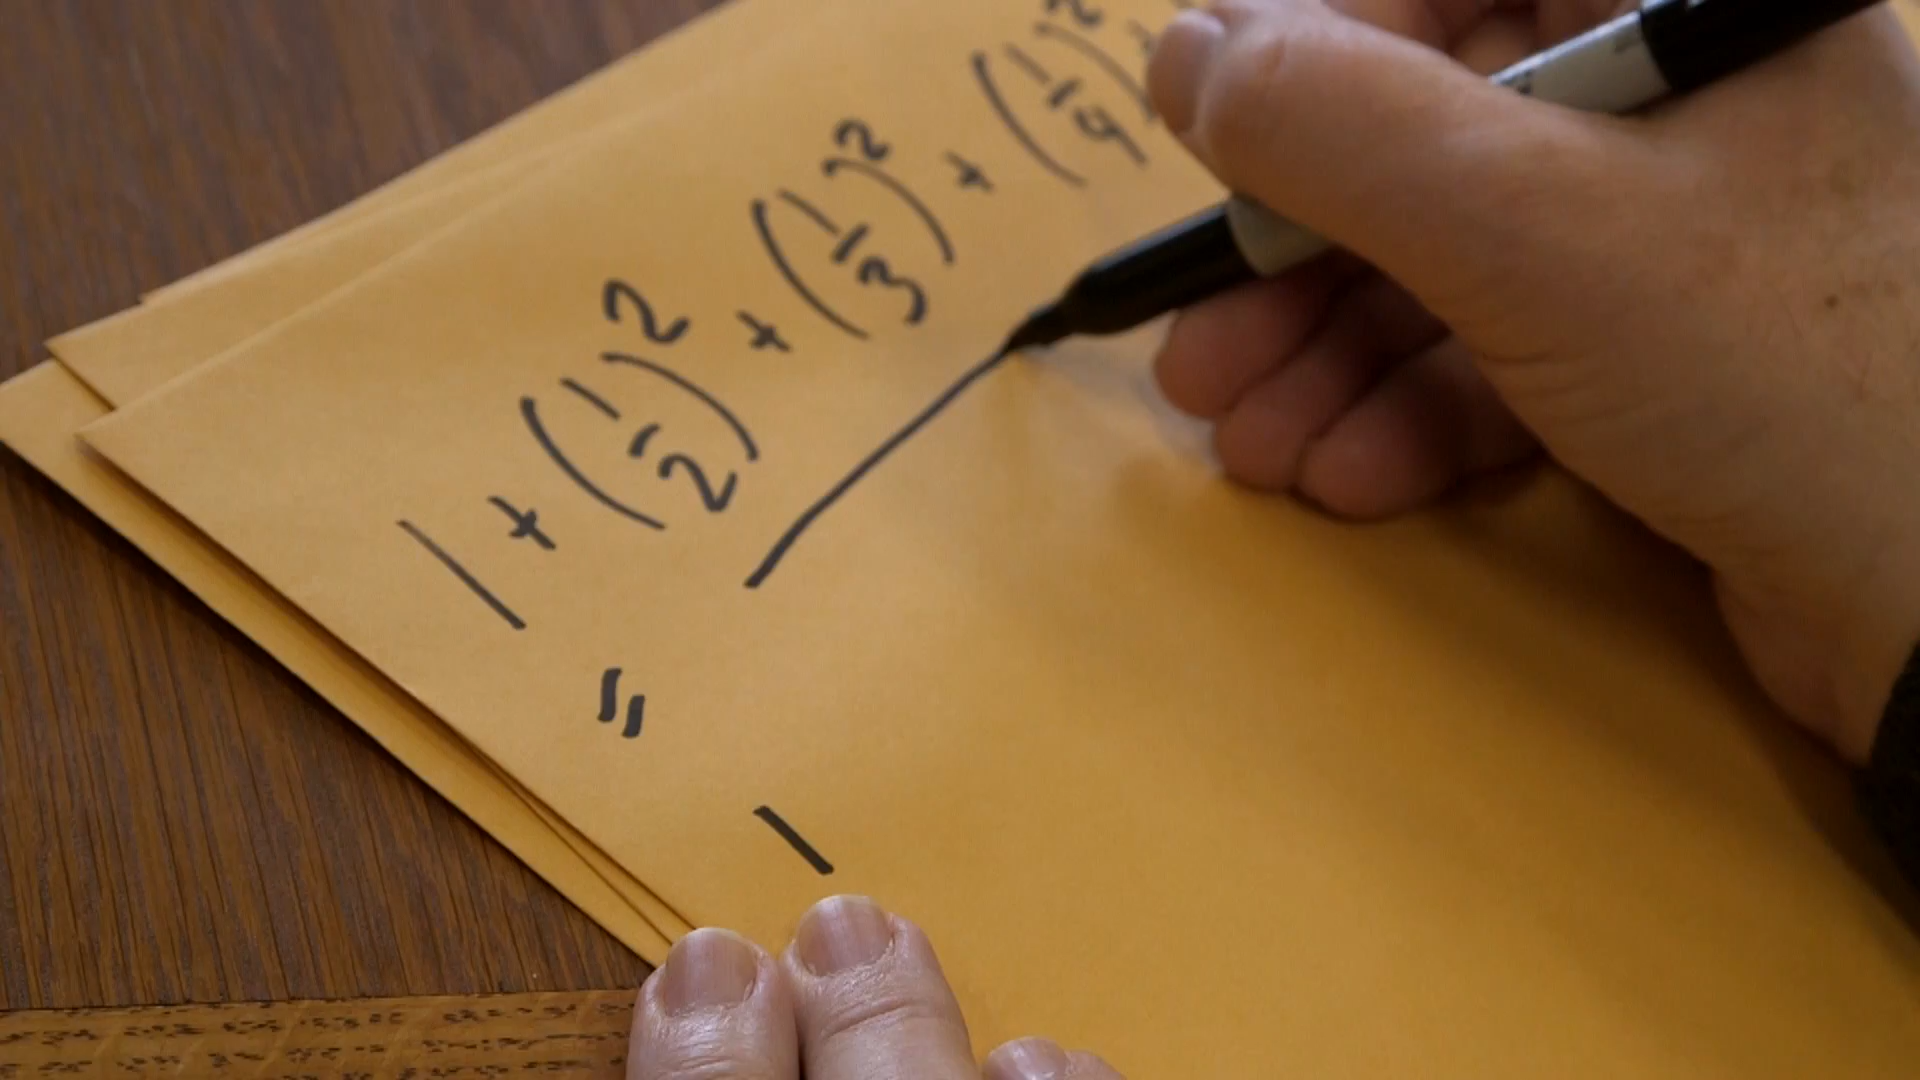 1 + (1/2)² + (1/3)² + (1/4)² +
=
1